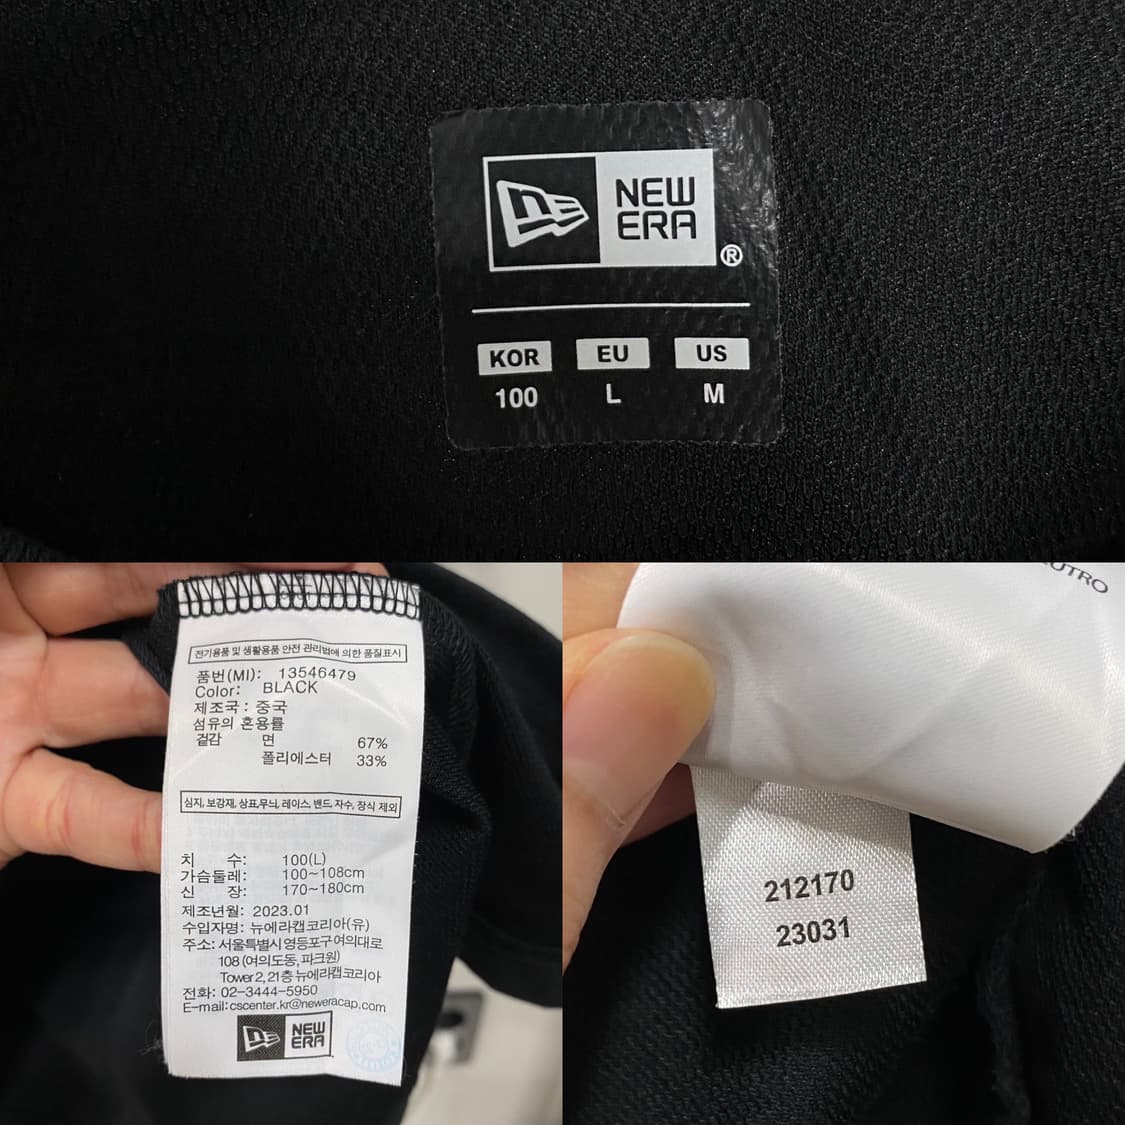 NEW
ERA
®
KOR EU US
100 L M
전기용품 및 생활용품 안전 관리법에 의한 품질표시
품번(MI): 13546479
Color: BLACK
제조국 : 중국
섬유의 혼용률
겉감 면 67%
폴리에스터 33%
심지, 보강재, 상표,무늬, 레이스, 밴드, 자수, 장식 제외
치 수: 100(L)
가슴둘레: 100~108cm
신 장: 170~180cm
제조년월: 2023.01
수입자명: 뉴에라캡코리아(유)
주소: 서울특별시 영등포구 여의대로
108 (여의도동, 파크원)
Tower 2, 21층 뉴에라캡코리아
전화: 02-3444-5950
E-mail:cscenter.kr@neweracap.com
NEW
ERA
212170
23031